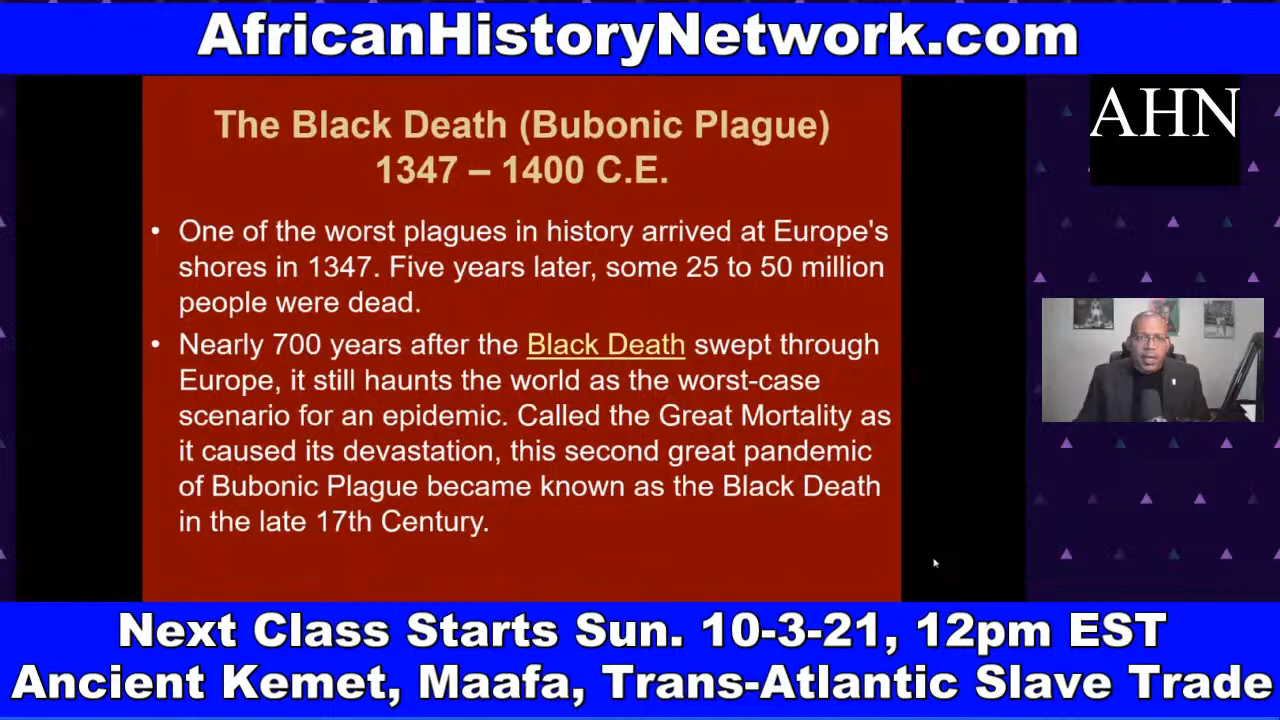 AfricanHistoryNetwork.com
AHN
The Black Death (Bubonic Plague)
1347 – 1400 C.E.
• One of the worst plagues in history arrived at Europe's
shores in 1347. Five years later, some 25 to 50 million
people were dead.
• Nearly 700 years after the Black Death swept through
Europe, it still haunts the world as the worst-case
scenario for an epidemic. Called the Great Mortality as
it caused its devastation, this second great pandemic
of Bubonic Plague became known as the Black Death
in the late 17th Century.
Next Class Starts Sun. 10-3-21, 12pm EST
Ancient Kemet, Maafa, Trans-Atlantic Slave Trade